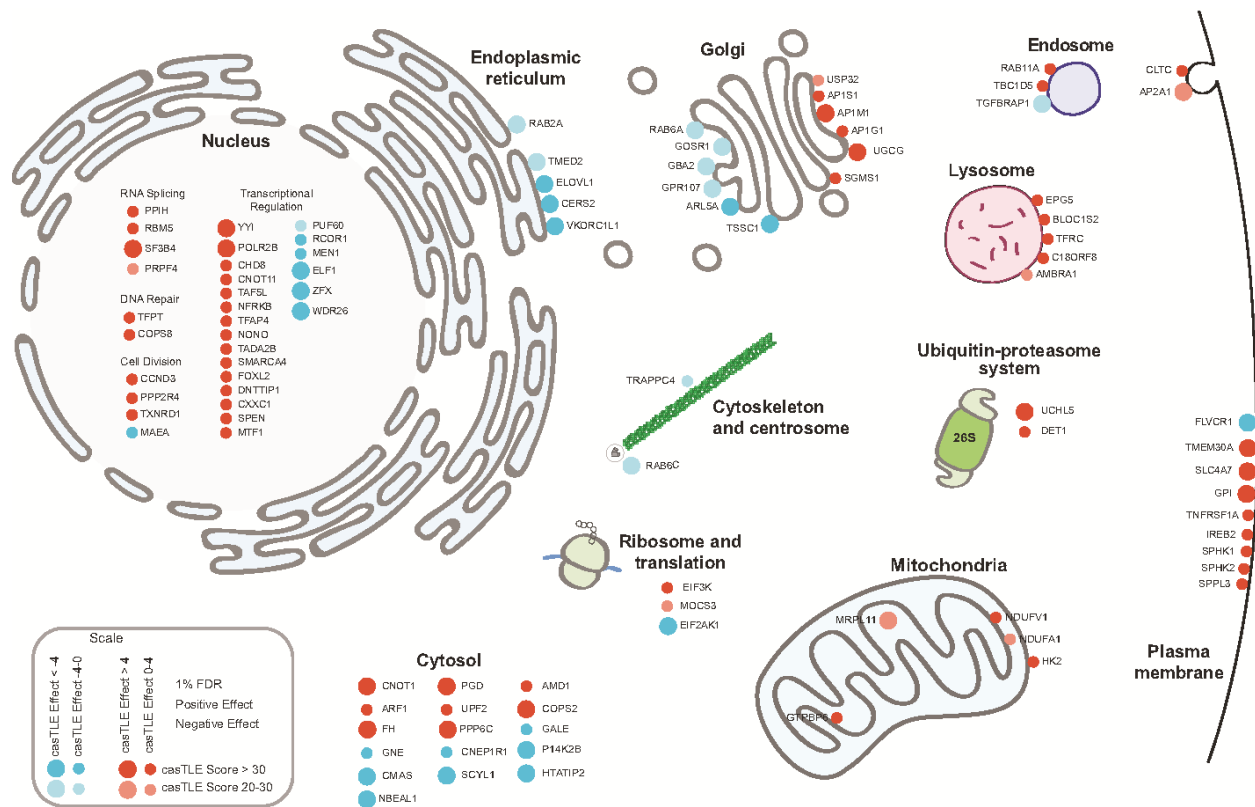 Endoplasmic
reticulum
RAB2A
TMED2
ELOVL1
CERS2
VKORC1L1
Nucleus
RNA Splicing
PPIH
RBM5
SF3B4
PRPF4
DNA Repair
TFPT
COPS8
Cell Division
CCND3
PPP2R4
TXNRD1
MAEA
Transcriptional
Regulation
YYI
POLR2B
CHD8
CNOT11
TAF5L
NFRKB
TFAP4
NONO
TADA2B
SMARCA4
FOXL2
DNTTIP1
CXXC1
SPEN
MTF1
PUF60
RCOR1
MEN1
ELF1
ZFX
WDR26
Golgi
RAB6A
GOSR1
GBA2
GPR107
ARL5A
TSSC1
USP32
AP1S1
AP1M1
AP1G1
UGCG
SGMS1
Endosome
RAB11A
TBC1D5
TGFBRAP1
CLTC
AP2A1
Lysosome
EPG5
BLOC1S2
TFRC
C18ORF8
AMBRA1
TRAPPC4
Cytoskeleton
and centrosome
RAB6C
Ubiquitin-proteasome
system
26S
UCHL5
DET1
FLVCR1
TMEM30A
SLC4A7
GPI
TNFRSF1A
IREB2
SPHK1
SPHK2
SPPL3
Plasma
membrane
Ribosome and
translation
EIF3K
MOCS3
EIF2AK1
Mitochondria
MRPL11
NDUFV1
NDUFA1
HK2
GTPBP6
Cytosol
CNOT1
PGD
AMD1
ARF1
UPF2
COPS2
FH
PPP6C
GALE
GNE
CNEP1R1
P14K2B
CMAS
SCYL1
HTATIP2
NBEAL1
Scale
casTLE Effect < -4
casTLE Effect -4-0
casTLE Effect > 4
casTLE Effect 0-4
1% FDR
Positive Effect
Negative Effect
casTLE Score > 30
casTLE Score 20-30